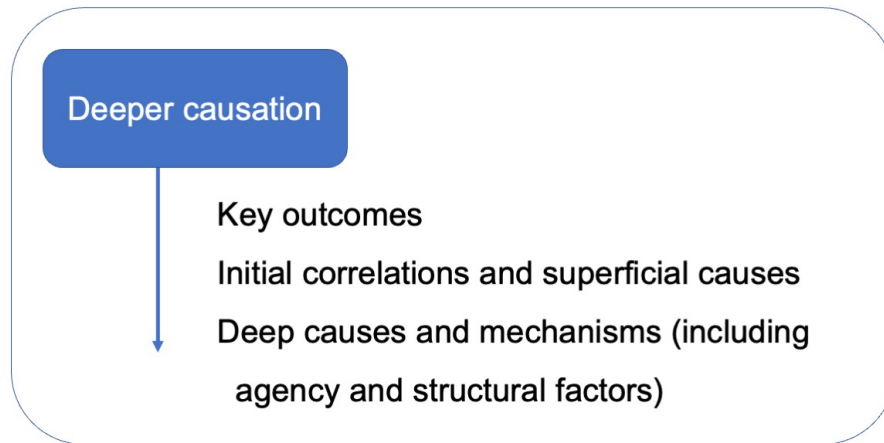 Deeper causation
Key outcomes
Initial correlations and superficial causes
Deep causes and mechanisms (including
agency and structural factors)